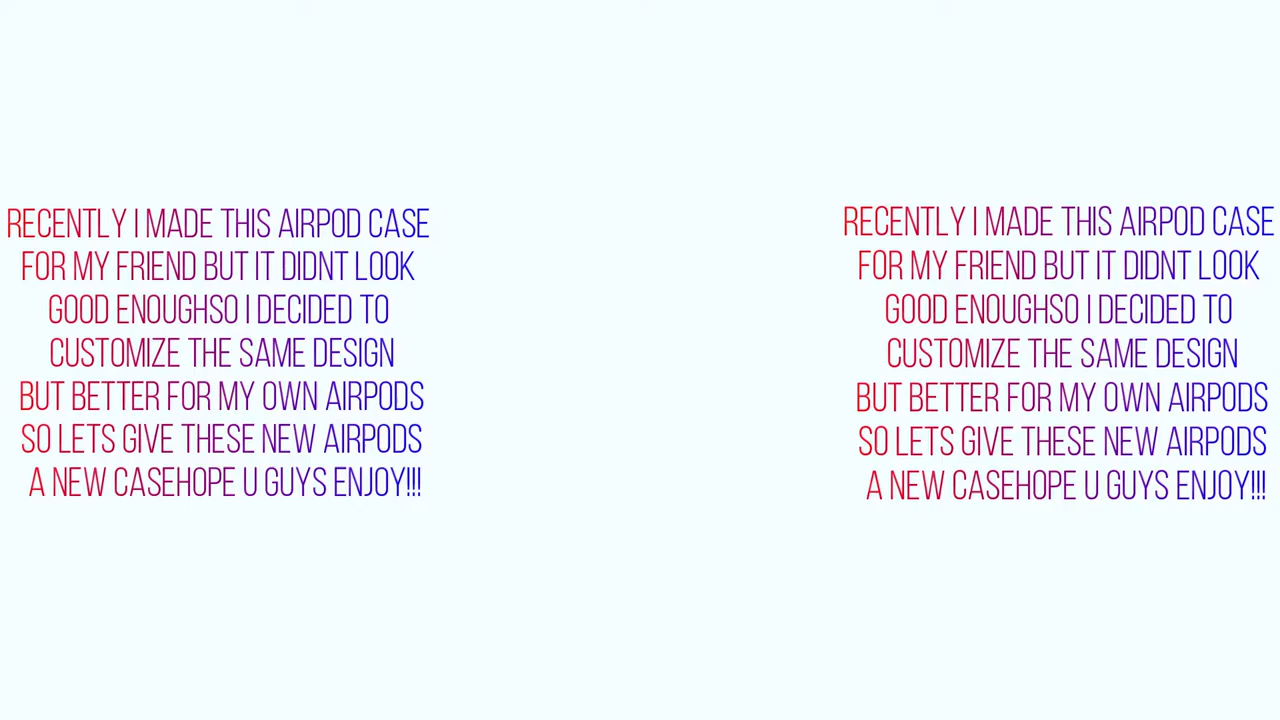 RECENTLY I MADE THIS AIRPOD CASE
FOR MY FRIEND BUT IT DIDNT LOOK
GOOD ENOUGHSO I DECIDED TO
CUSTOMIZE THE SAME DESIGN
BUT BETTER FOR MY OWN AIRPODS
SO LETS GIVE THESE NEW AIRPODS
A NEW CASEHOPE U GUYS ENJOY!!!
RECENTLY I MADE THIS AIRPOD CASE
FOR MY FRIEND BUT IT DIDNT LOOK
GOOD ENOUGHSO I DECIDED TO
CUSTOMIZE THE SAME DESIGN
BUT BETTER FOR MY OWN AIRPODS
SO LETS GIVE THESE NEW AIRPODS
A NEW CASEHOPE U GUYS ENJOY!!!